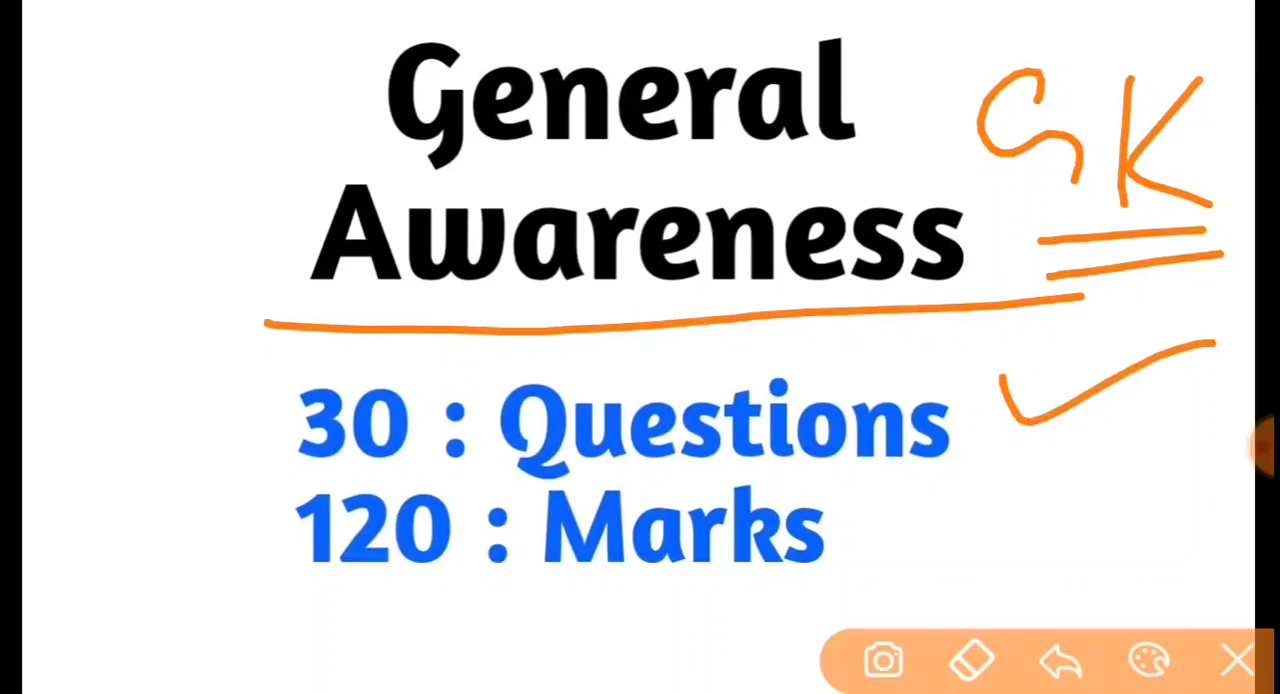 General
Awareness
GK
30 : Questions
120 : Marks